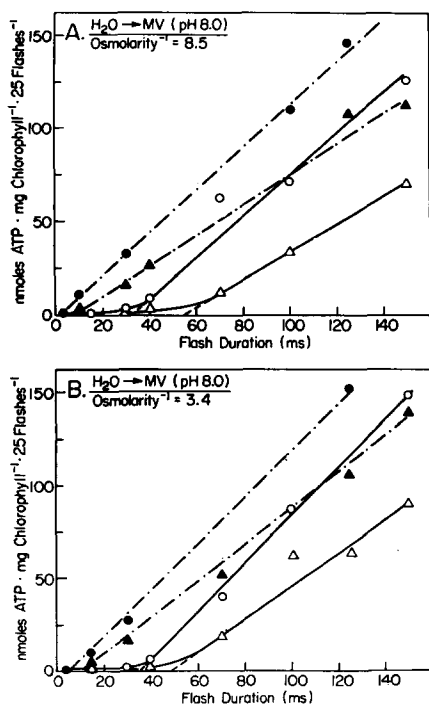 A. H₂O→MV (pH 8.0)
Osmolarity⁻¹ = 8.5
nmoles ATP · mg Chlorophyll⁻¹ · 25 Flashes⁻¹
150
100
50
0
0 20 40 60 80 100 120 140
Flash Duration (ms)
B. H₂O→MV (pH 8.0)
Osmolarity⁻¹ = 3.4
nmoles ATP · mg Chlorophyll⁻¹ · 25 Flashes⁻¹
150
100
50
0
0 20 40 60 80 100 120 140
Flash Duration (ms)